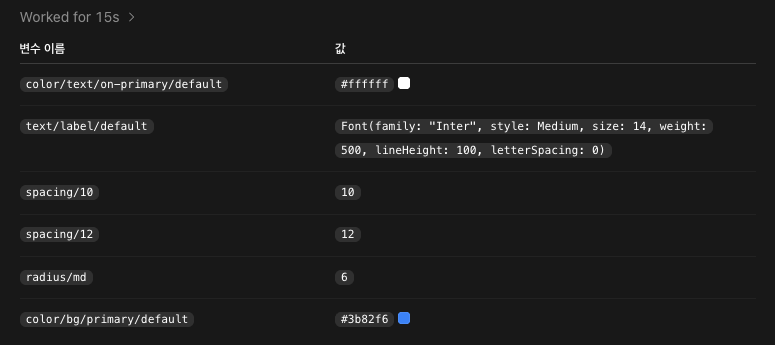 Worked for 15s >
변수 이름 값
color/text/on-primary/default #ffffff
text/label/default Font(family: "Inter", style: Medium, size: 14, weight:
500, lineHeight: 100, letterSpacing: 0)
spacing/10 10
spacing/12 12
radius/md 6
color/bg/primary/default #3b82f6